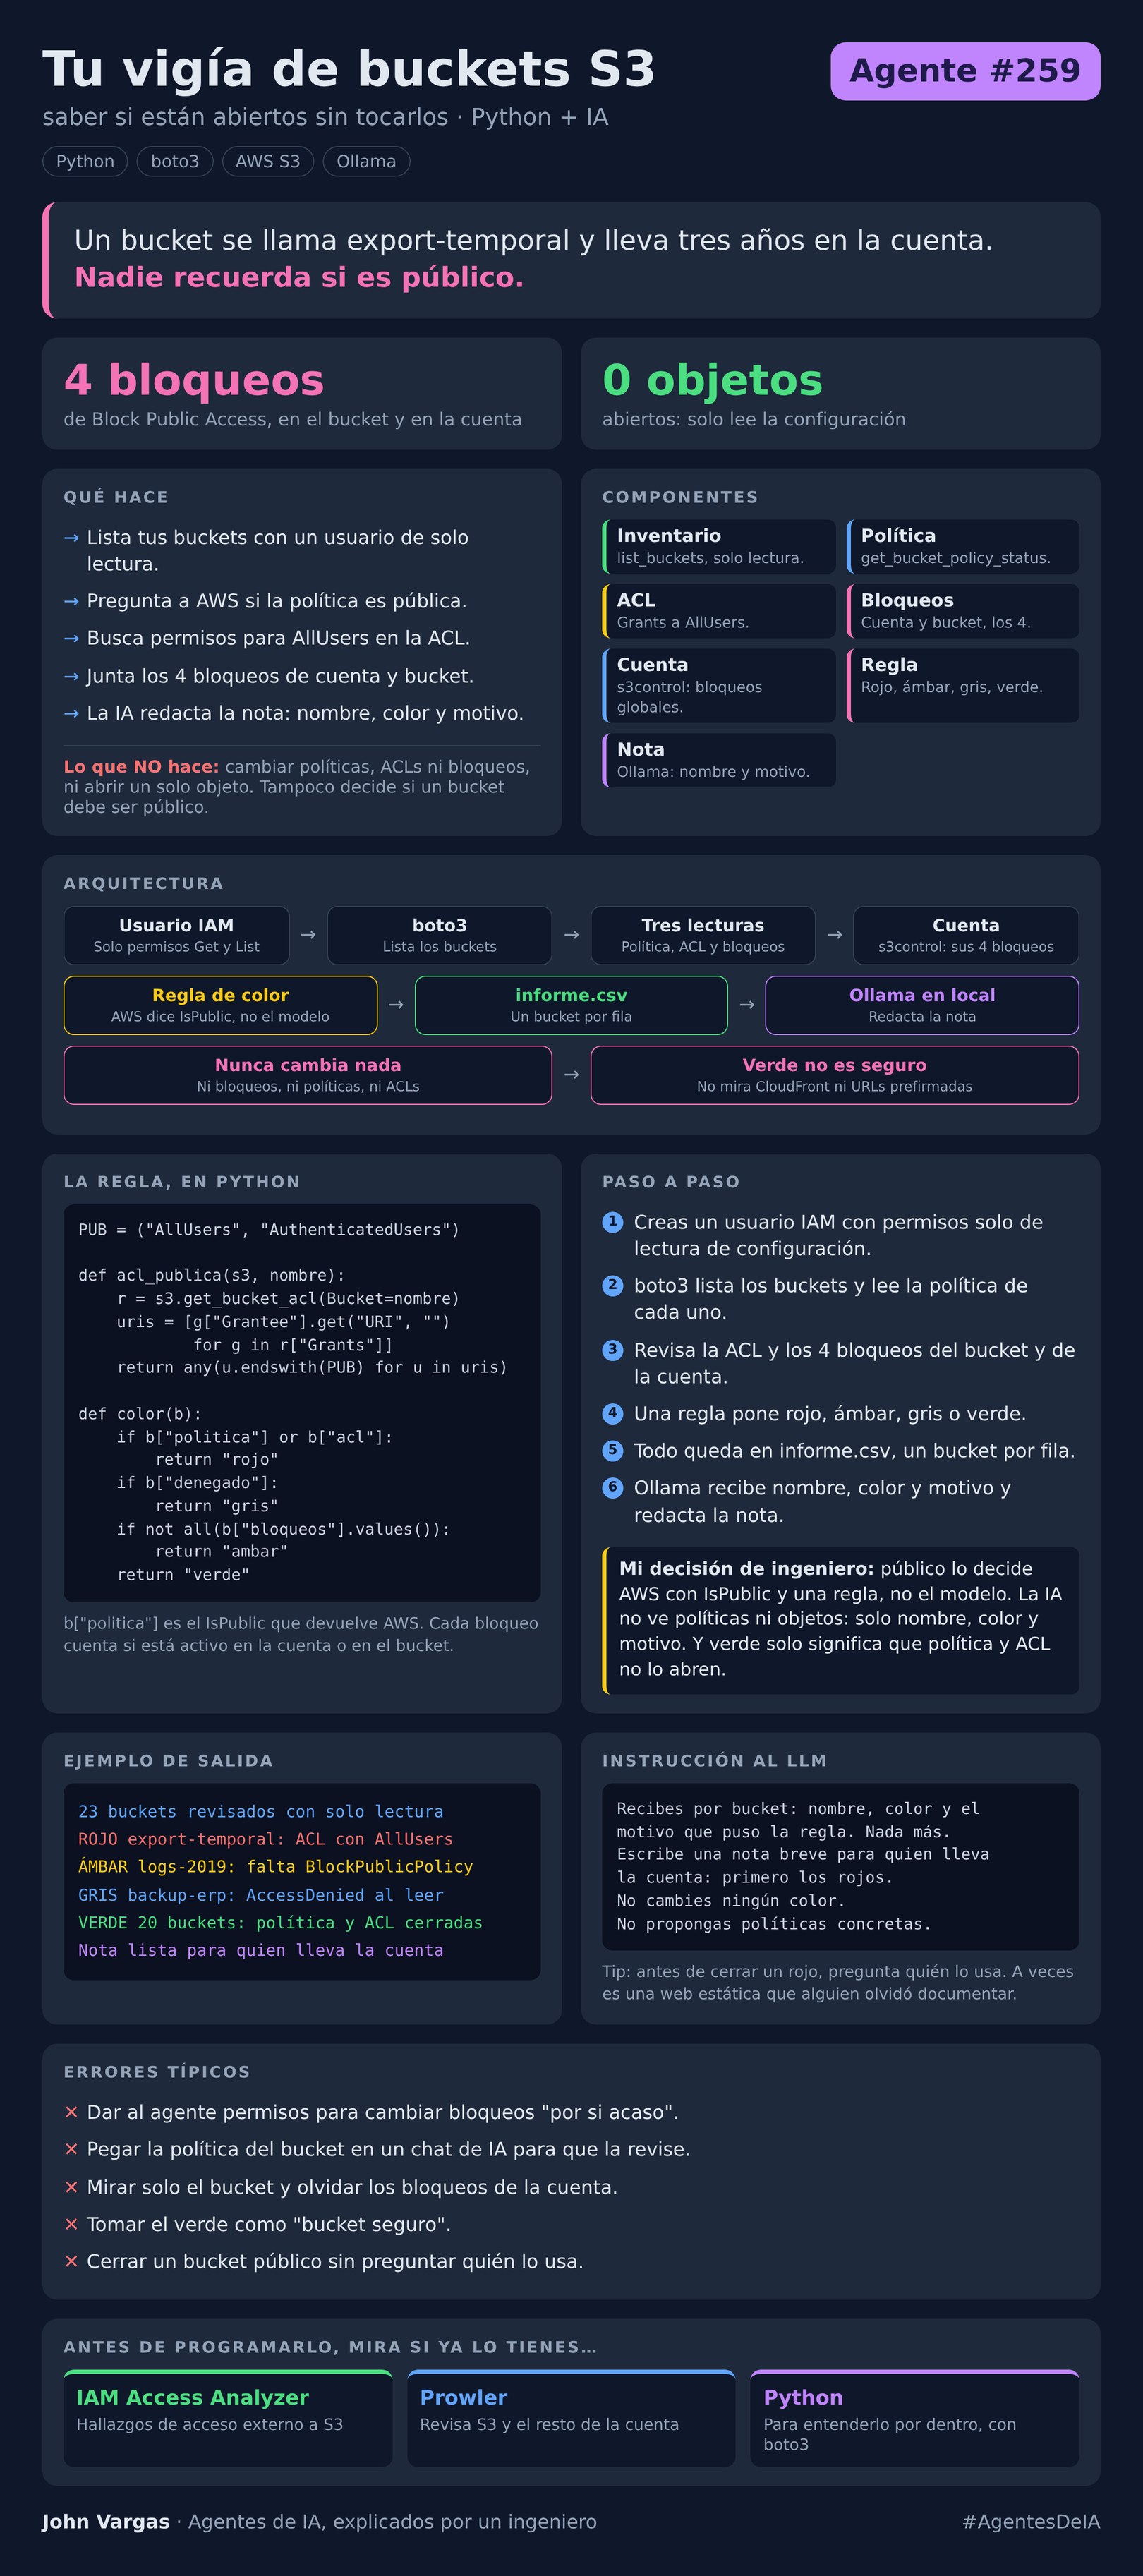 Tu vigía de buckets S3
Agente #259
saber si están abiertos sin tocarlos · Python + IA
Python
boto3
AWS S3
Ollama
Un bucket se llama export-temporal y lleva tres años en la cuenta.
Nadie recuerda si es público.
4 bloqueos
de Block Public Access, en el bucket y en la cuenta
0 objetos
abiertos: solo lee la configuración
QUÉ HACE
→ Lista tus buckets con un usuario de solo
lectura.
→ Pregunta a AWS si la política es pública.
→ Busca permisos para AllUsers en la ACL.
→ Junta los 4 bloqueos de cuenta y bucket.
→ La IA redacta la nota: nombre, color y motivo.
Lo que NO hace: cambiar políticas, ACLs ni bloqueos,
ni abrir un solo objeto. Tampoco decide si un bucket
debe ser público.
COMPONENTES
Inventario
list_buckets, solo lectura.
Política
get_bucket_policy_status.
ACL
Grants a AllUsers.
Bloqueos
Cuenta y bucket, los 4.
Cuenta
s3control: bloqueos
globales.
Regla
Rojo, ámbar, gris, verde.
Nota
Ollama: nombre y motivo.
ARQUITECTURA
Usuario IAM
Solo permisos Get y List
→
boto3
Lista los buckets
→
Tres lecturas
Política, ACL y bloqueos
→
Cuenta
s3control: sus 4 bloqueos
Regla de color
AWS dice IsPublic, no el modelo
→
informe.csv
Un bucket por fila
→
Ollama en local
Redacta la nota
Nunca cambia nada
Ni bloqueos, ni políticas, ni ACLs
→
Verde no es seguro
No mira CloudFront ni URLs prefirmadas
LA REGLA, EN PYTHON
PUB = ("AllUsers", "AuthenticatedUsers")
def acl_publica(s3, nombre):
    r = s3.get_bucket_acl(Bucket=nombre)
    uris = [g["Grantee"].get("URI", "")
            for g in r["Grants"]]
    return any(u.endswith(PUB) for u in uris)
def color(b):
    if b["politica"] or b["acl"]:
        return "rojo"
    if b["denegado"]:
        return "gris"
    if not all(b["bloqueos"].values()):
        return "ambar"
    return "verde"
b["politica"] es el IsPublic que devuelve AWS. Cada bloqueo
cuenta si está activo en la cuenta o en el bucket.
PASO A PASO
1 Creas un usuario IAM con permisos solo de
lectura de configuración.
2 boto3 lista los buckets y lee la política de
cada uno.
3 Revisa la ACL y los 4 bloqueos del bucket y de
la cuenta.
4 Una regla pone rojo, ámbar, gris o verde.
5 Todo queda en informe.csv, un bucket por fila.
6 Ollama recibe nombre, color y motivo y
redacta la nota.
Mi decisión de ingeniero: público lo decide
AWS con IsPublic y una regla, no el modelo. La IA
no ve políticas ni objetos: solo nombre, color y
motivo. Y verde solo significa que política y ACL
no lo abren.
EJEMPLO DE SALIDA
23 buckets revisados con solo lectura
ROJO export-temporal: ACL con AllUsers
ÁMBAR logs-2019: falta BlockPublicPolicy
GRIS backup-erp: AccessDenied al leer
VERDE 20 buckets: política y ACL cerradas
Nota lista para quien lleva la cuenta
INSTRUCCIÓN AL LLM
Recibes por bucket: nombre, color y el
motivo que puso la regla. Nada más.
Escribe una nota breve para quien lleva
la cuenta: primero los rojos.
No cambies ningún color.
No propongas políticas concretas.
Tip: antes de cerrar un rojo, pregunta quién lo usa. A veces
es una web estática que alguien olvidó documentar.
ERRORES TÍPICOS
✕ Dar al agente permisos para cambiar bloqueos "por si acaso".
✕ Pegar la política del bucket en un chat de IA para que la revise.
✕ Mirar solo el bucket y olvidar los bloqueos de la cuenta.
✕ Tomar el verde como "bucket seguro".
✕ Cerrar un bucket público sin preguntar quién lo usa.
ANTES DE PROGRAMARLO, MIRA SI YA LO TIENES…
IAM Access Analyzer
Hallazgos de acceso externo a S3
Prowler
Revisa S3 y el resto de la cuenta
Python
Para entenderlo por dentro, con
boto3
John Vargas · Agentes de IA, explicados por un ingeniero
#AgentesDeIA